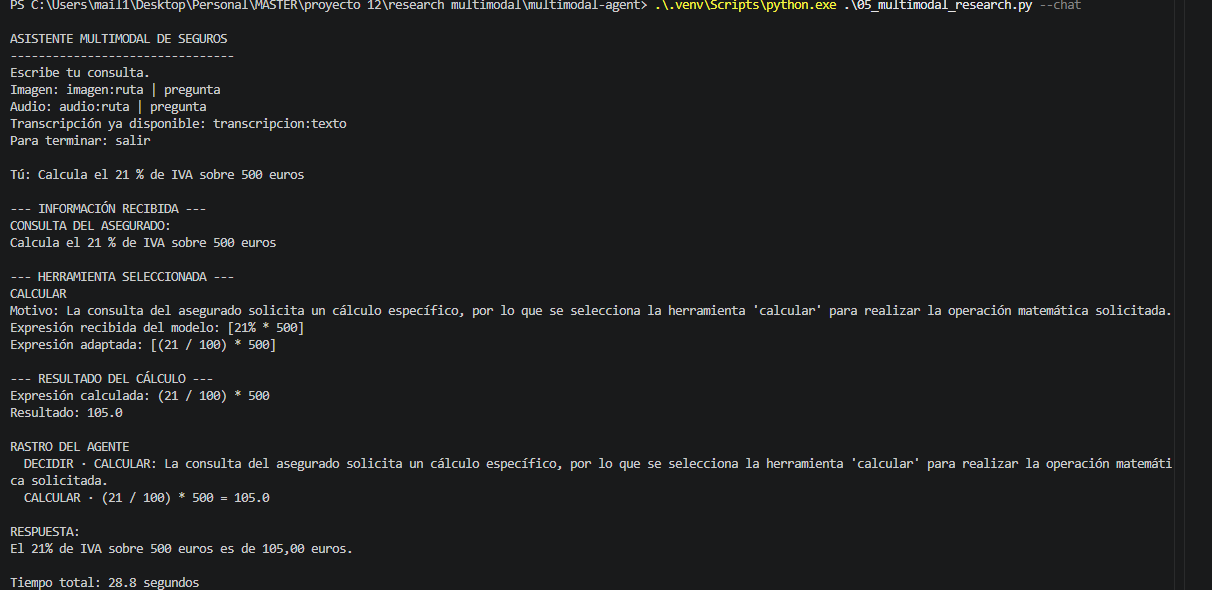 PS C:\Users\mail1\Desktop\Personal\MASTER\proyecto 12\research multimodal\multimodal-agent> .\.venv\Scripts\python.exe .\05_multimodal_research.py --chat
ASISTENTE MULTIMODAL DE SEGUROS
--------------------------------
Escribe tu consulta.
Imagen: imagen:ruta | pregunta
Audio: audio:ruta | pregunta
Transcripción ya disponible: transcripcion:texto
Para terminar: salir
Tú: Calcula el 21 % de IVA sobre 500 euros
--- INFORMACIÓN RECIBIDA ---
CONSULTA DEL ASEGURADO:
Calcula el 21 % de IVA sobre 500 euros
--- HERRAMIENTA SELECCIONADA ---
CALCULAR
Motivo: La consulta del asegurado solicita un cálculo específico, por lo que se selecciona la herramienta 'calcular' para realizar la operación matemática solicitada.
Expresión recibida del modelo: [21% * 500]
Expresión adaptada: [(21 / 100) * 500]
--- RESULTADO DEL CÁLCULO ---
Expresión calculada: (21 / 100) * 500
Resultado: 105.0
RASTRO DEL AGENTE
DECIDIR · CALCULAR: La consulta del asegurado solicita un cálculo específico, por lo que se selecciona la herramienta 'calcular' para realizar la operación matemáti
ca solicitada.
CALCULAR · (21 / 100) * 500 = 105.0
RESPUESTA:
El 21% de IVA sobre 500 euros es de 105,00 euros.
Tiempo total: 28.8 segundos